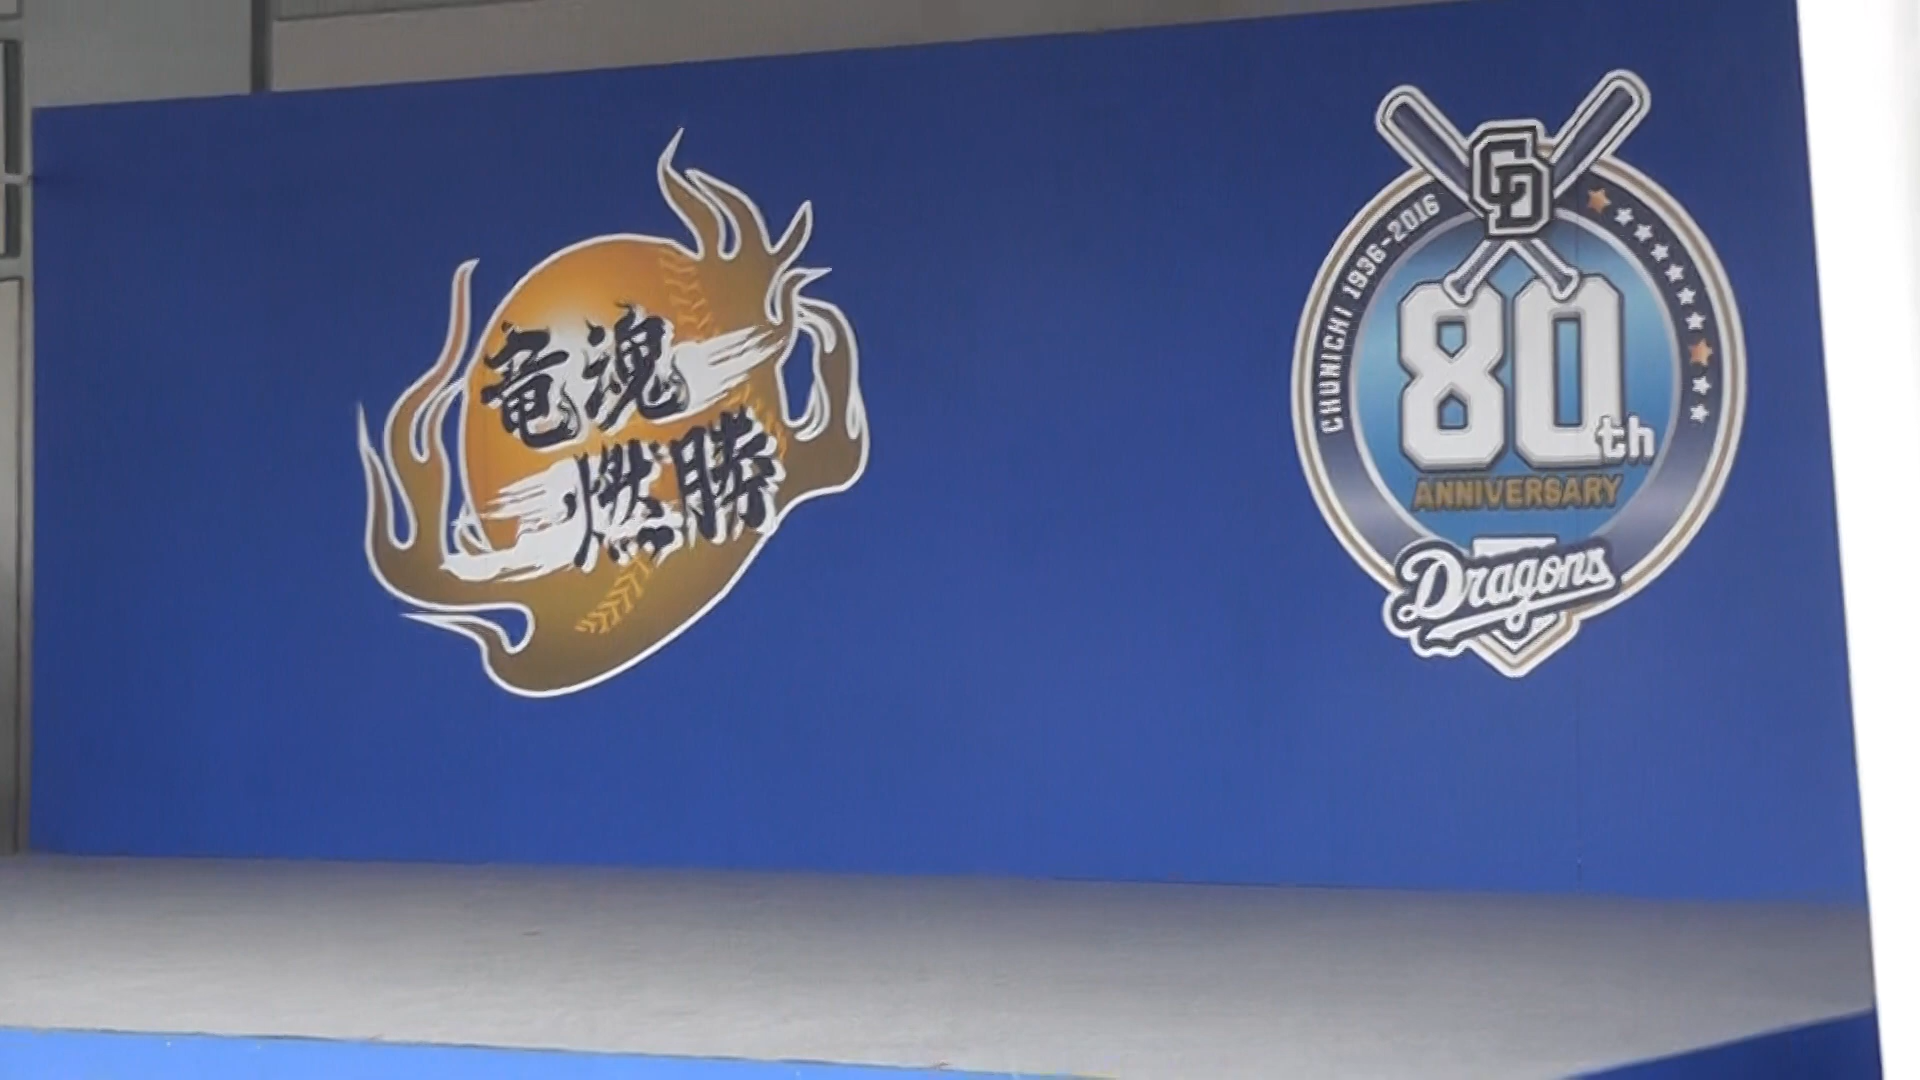 竜魂
燃勝
CD
CHUNICHI 1936-2016
80th
ANNIVERSARY
Dragons